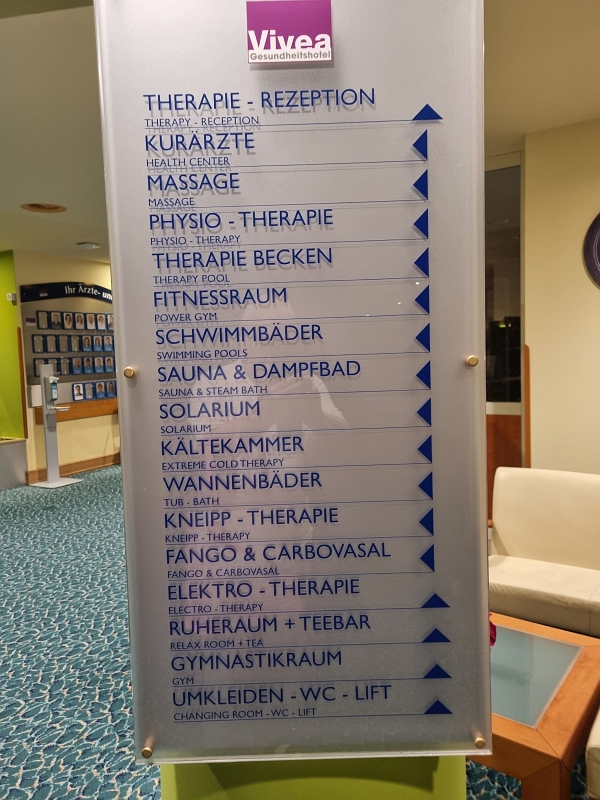 Vivea
Gesundheitshotel
THERAPIE - REZEPTION
THERAPY - RECEPTION
KURÄRZTE
HEALTH CENTER
MASSAGE
MASSAGE
PHYSIO - THERAPIE
PHYSIO - THERAPY
THERAPIE BECKEN
THERAPY POOL
FITNESSRAUM
POWER GYM
SCHWIMMBÄDER
SWIMMING POOLS
SAUNA & DAMPFBAD
SAUNA & STEAM BATH
SOLARIUM
SOLARIUM
KÄLTEKAMMER
EXTREME COLD THERAPY
WANNENBÄDER
TUB - BATH
KNEIPP - THERAPIE
KNEIPP - THERAPY
FANGO & CARBOVASAL
FANGO & CARBOVASAL
ELEKTRO - THERAPIE
ELECTRO - THERAPY
RUHERAUM + TEEBAR
RELAX ROOM + TEA
GYMNASTIKRAUM
GYM
UMKLEIDEN - WC - LIFT
CHANGING ROOM - WC - LIFT
Ihr Ärzte- un